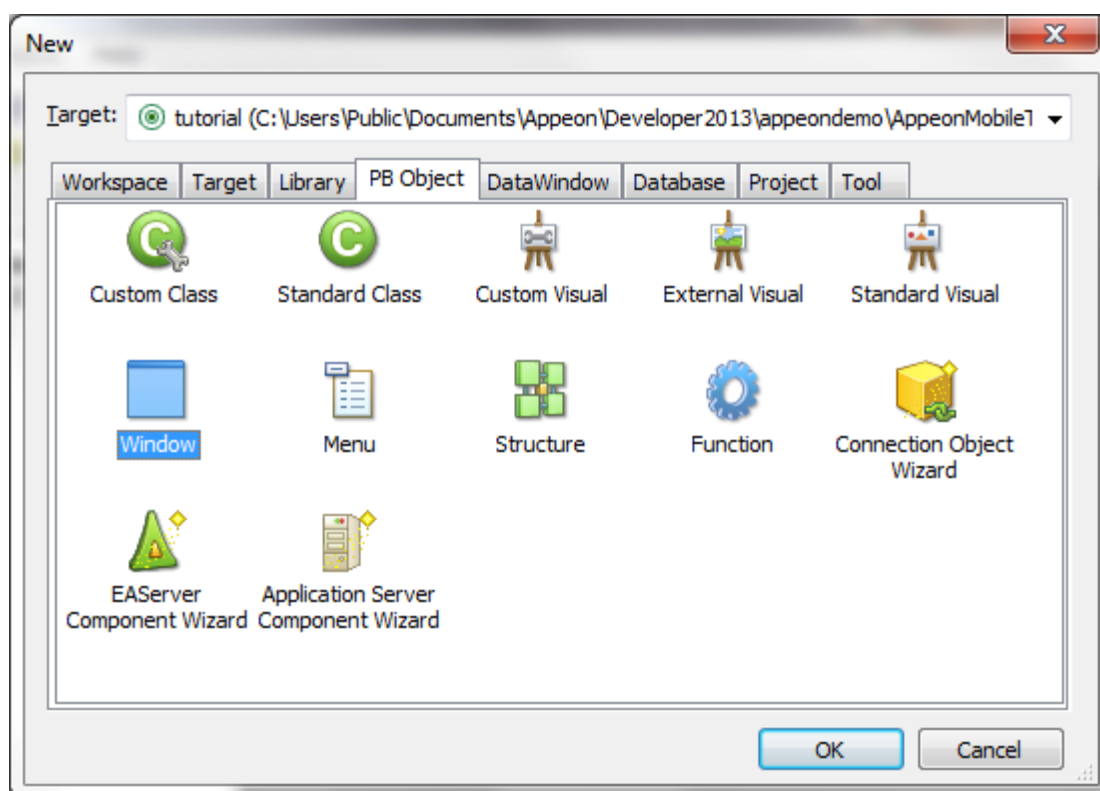 New
Target: tutorial (C:\Users\Public\Documents\Appeon\Developer2013\appeondemo\AppeonMobileT
Workspace Target Library PB Object DataWindow Database Project Tool
Custom Class Standard Class Custom Visual External Visual Standard Visual
Window Menu Structure Function Connection Object
Wizard
EAServer Application Server
Component Wizard Component Wizard
OK Cancel